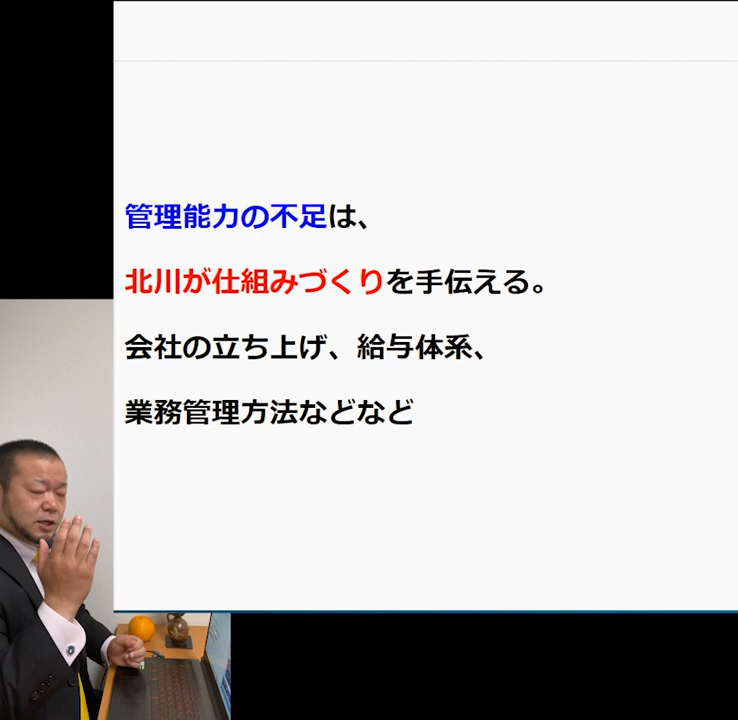 管理能力の不足は、
北川が仕組みづくりを手伝える。
会社の立ち上げ、給与体系、
業務管理方法などなど